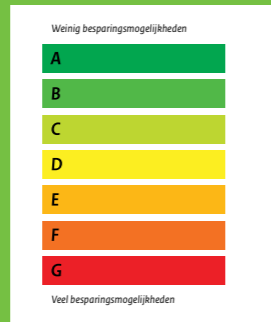 Weinig besparingsmogelijkheden
A
B
C
D
E
F
G
Veel besparingsmogelijkheden